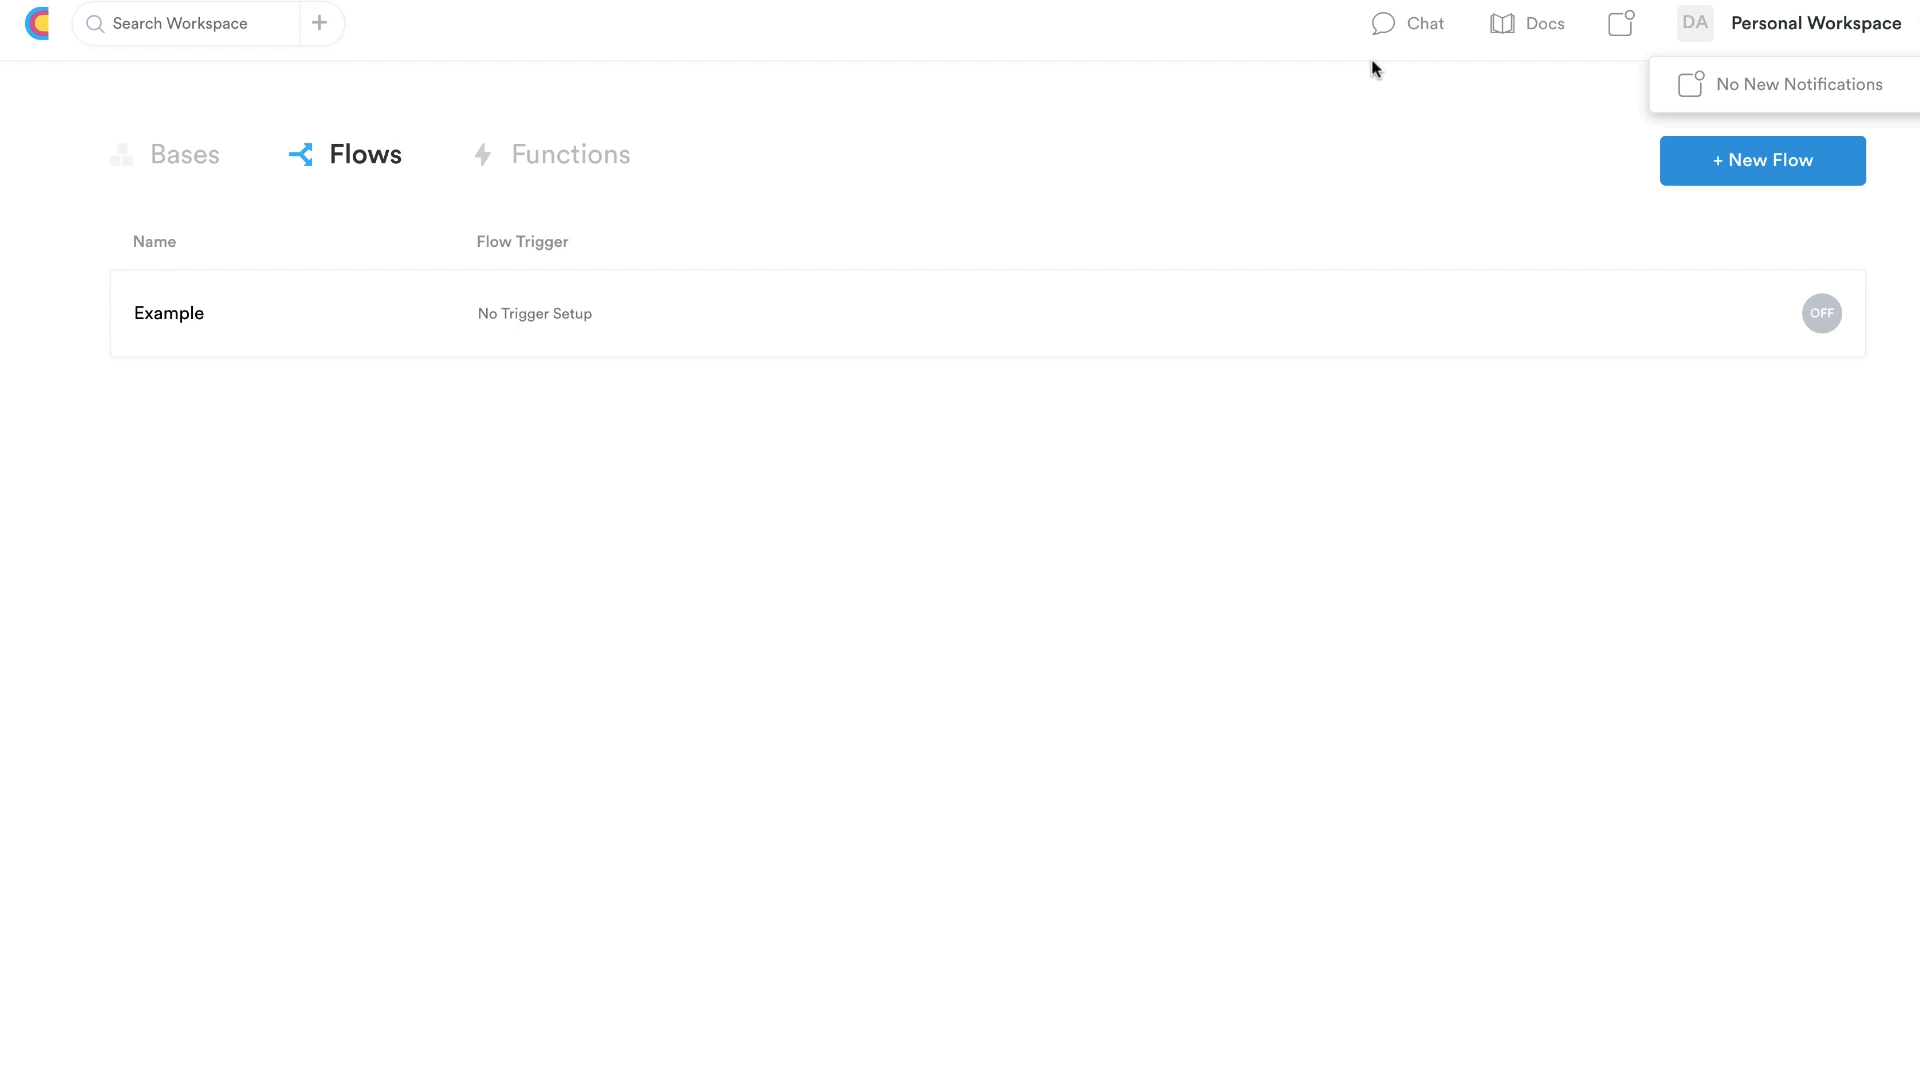 Search Workspace
+
Chat
Docs
DA
Personal Workspace
No New Notifications
Bases
Flows
Functions
+ New Flow
Name
Flow Trigger
Example
No Trigger Setup
OFF